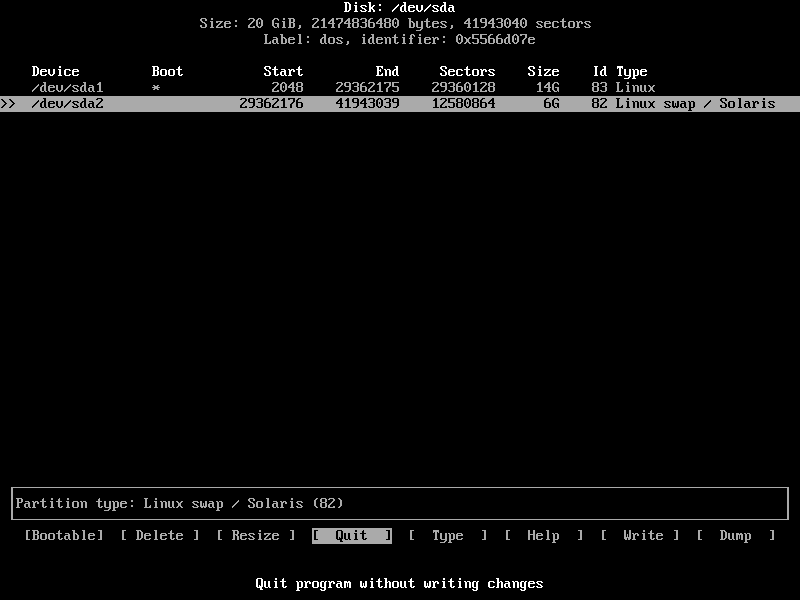 Disk: /dev/sda
Size: 20 GiB, 21474836480 bytes, 41943040 sectors
Label: dos, identifier: 0x5566d07e
Device Boot Start End Sectors Size Id Type
/dev/sda1 * 2048 29362175 29360128 14G 83 Linux
>> /dev/sda2 29362176 41943039 12580864 6G 82 Linux swap / Solaris
Partition type: Linux swap / Solaris (82)
[Bootable] [ Delete ] [ Resize ] [ Quit ] [ Type ] [ Help ] [ Write ] [ Dump ]
Quit program without writing changes